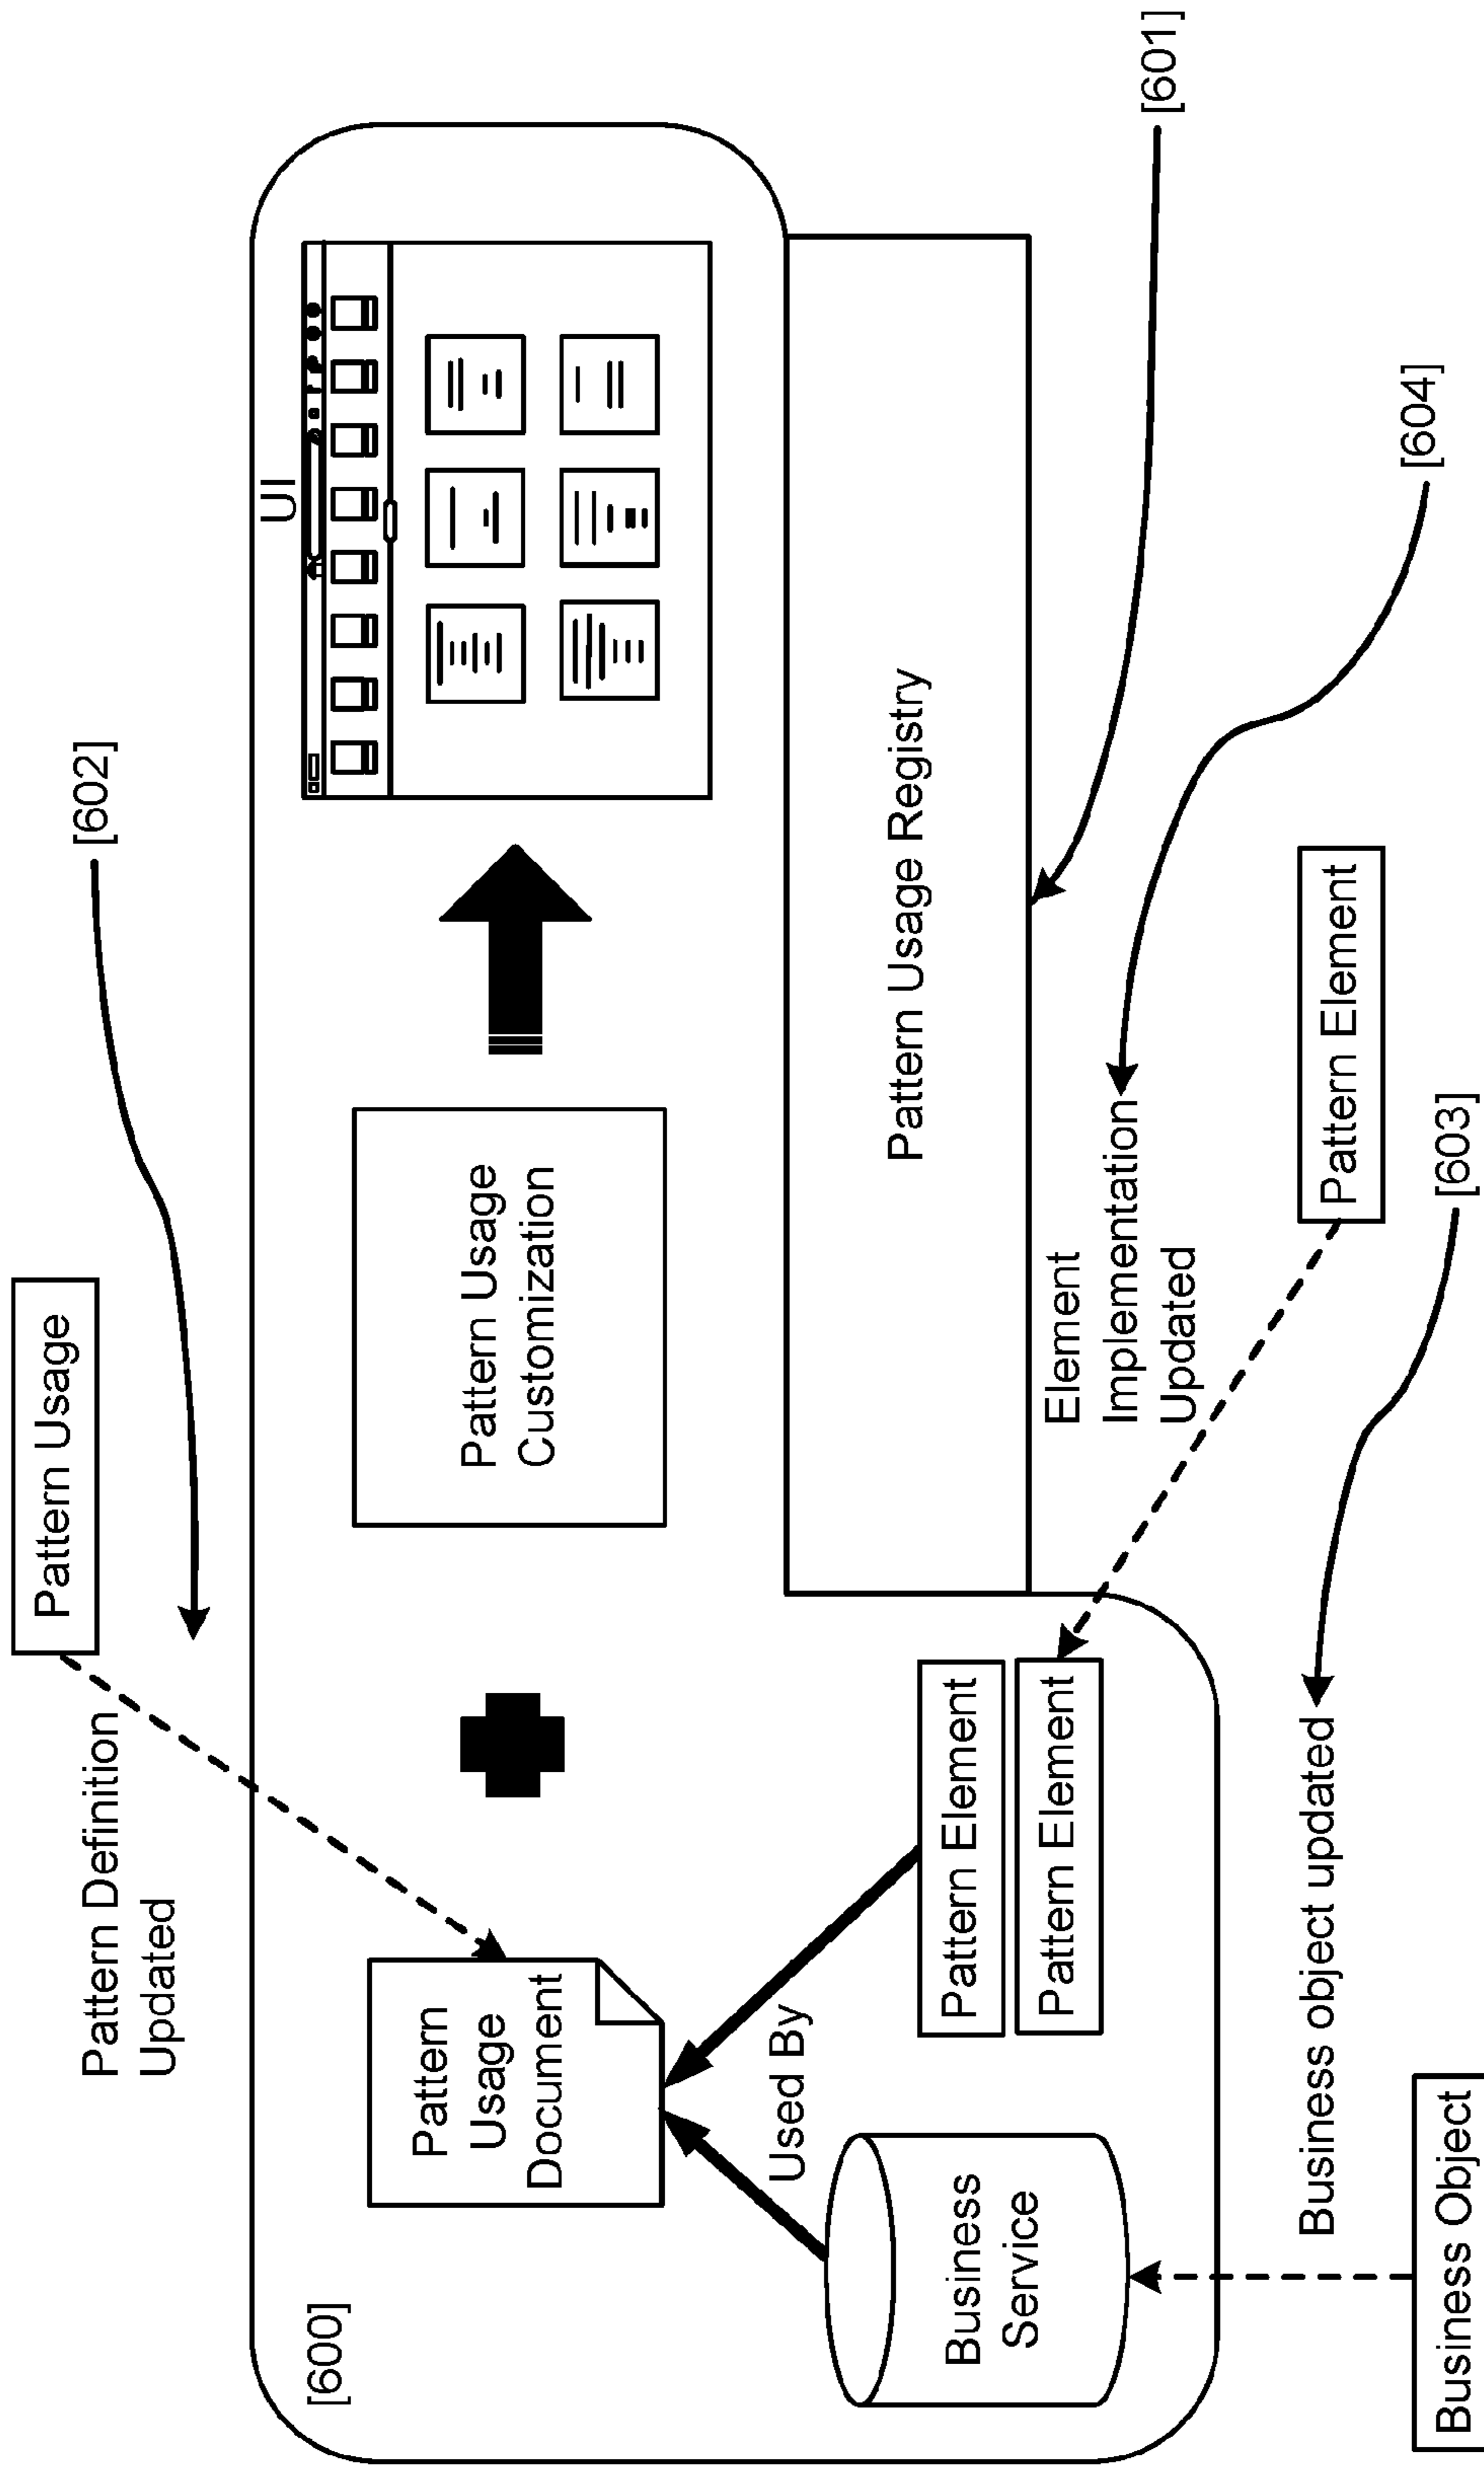 Pattern Usage
[602]
Pattern Definition
Updated
[600]
UI
Pattern
Usage
Document
Pattern Usage
Customization
Used By
Business
Service
Pattern Element
Pattern Element
Pattern Usage Registry
[601]
Element
Implementation
Updated
[604]
Business object updated
Pattern Element
[603]
Business Object